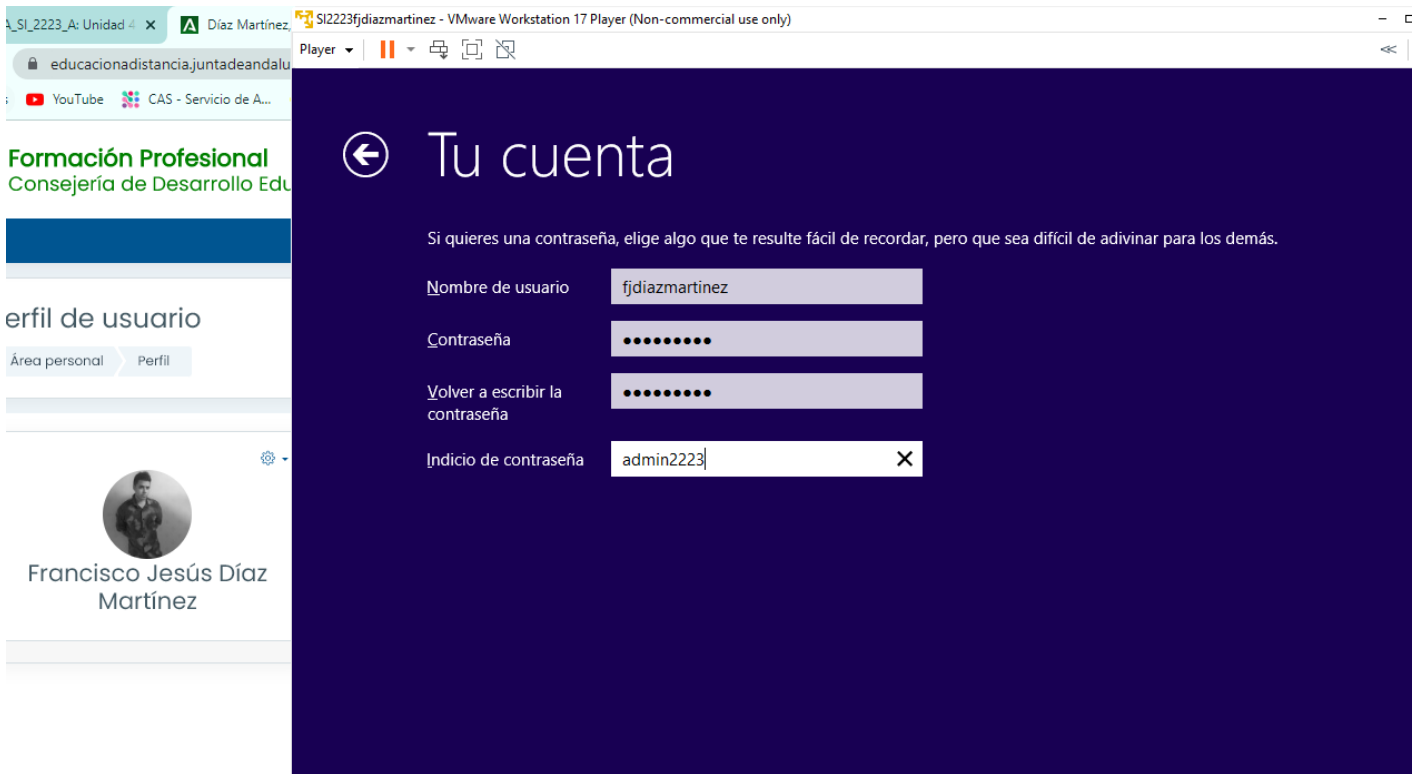 A_SI_2223_A: Unidad 4
Díaz Martínez,
SI2223fjdiazmartinez - VMware Workstation 17 Player (Non-commercial use only)
educacionadistancia.juntadeandalu
Player
YouTube
CAS - Servicio de A...
Formación Profesional
Consejería de Desarrollo Edu
erfil de usuario
Área personal
Perfil
Francisco Jesús Díaz
Martínez
Tu cuenta
Si quieres una contraseña, elige algo que te resulte fácil de recordar, pero que sea difícil de adivinar para los demás.
Nombre de usuario
fjdiazmartinez
Contraseña
•••••••••
Volver a escribir la
contraseña
•••••••••
Indicio de contraseña
admin2223